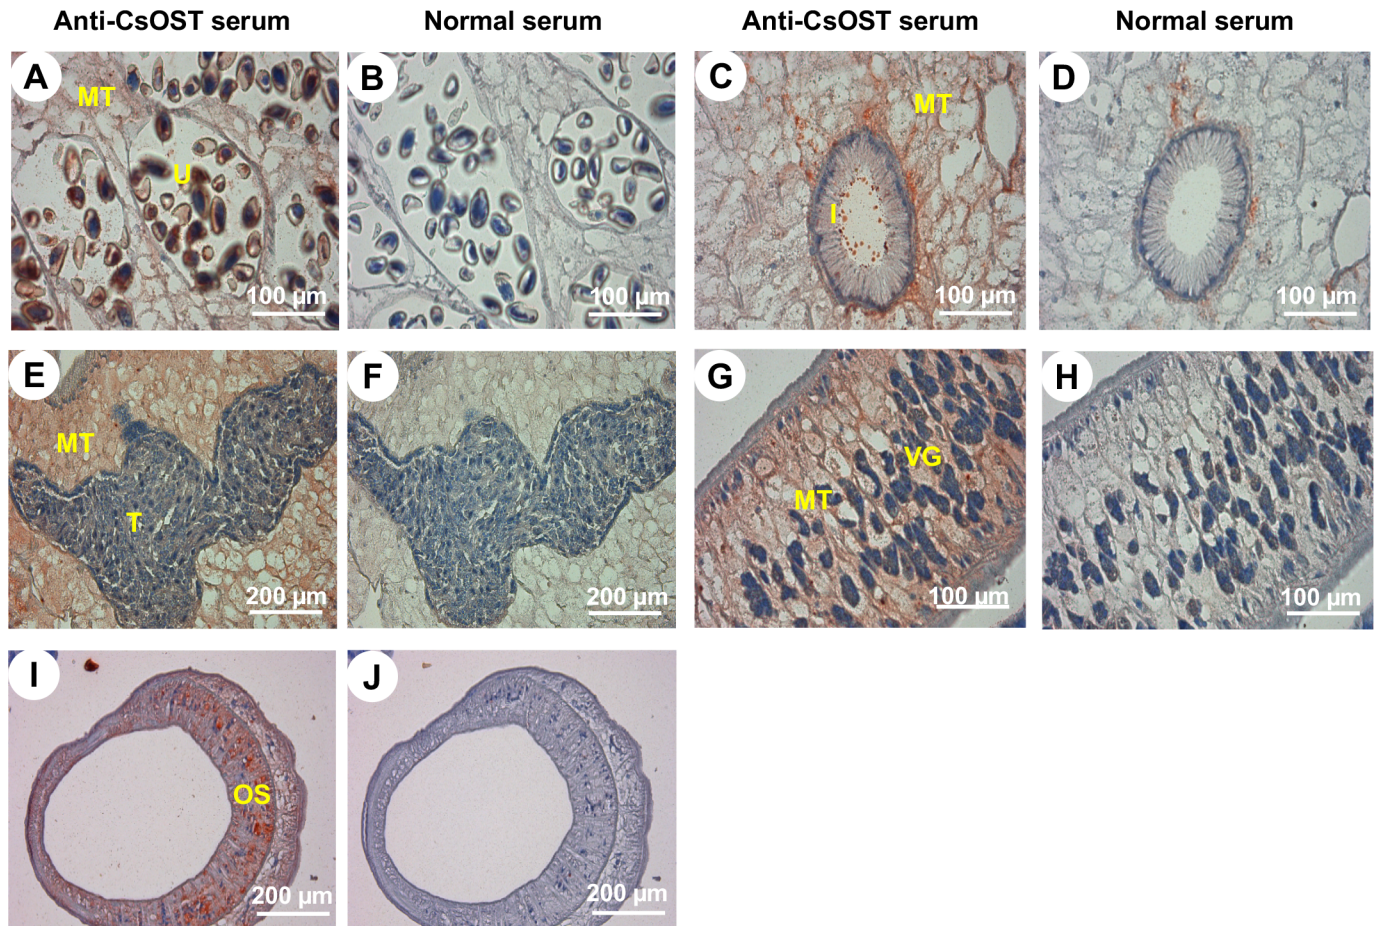 Anti-CsOST serum Normal serum Anti-CsOST serum Normal serum
A B C D
MT MT
U I
100 µm 100 µm 100 µm 100 µm
E F G H
MT T VG MT
200 µm 200 µm 100 µm 100 µm
I J
OS
200 µm 200 µm